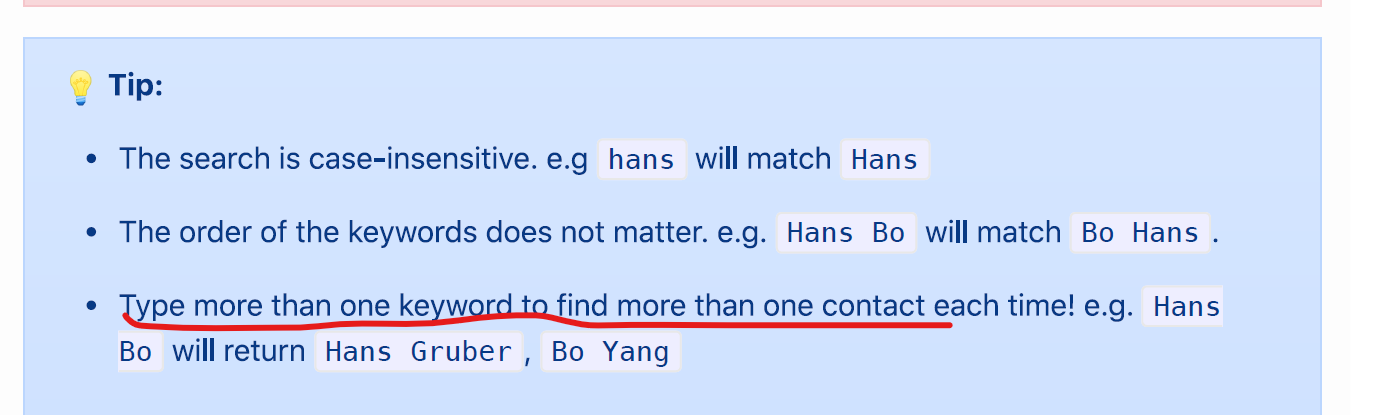 💡 Tip:
• The search is case-insensitive. e.g hans will match Hans
• The order of the keywords does not matter. e.g. Hans Bo will match Bo Hans .
• Type more than one keyword to find more than one contact each time! e.g. Hans
Bo will return Hans Gruber , Bo Yang